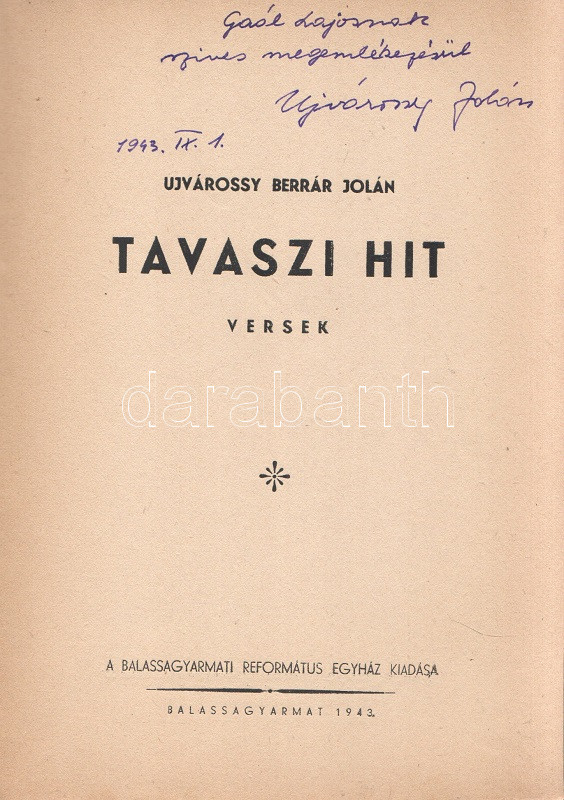 Gaál Lajosnak
szives megemlékezésül
Ujvárossy Jolán
1943. IX. 1.
UJVÁROSSY BERRÁR JOLÁN
TAVASZI HIT
VERSEK
darabanth
A BALASSAGYARMATI REFORMÁTUS EGYHÁZ KIADÁSA
BALASSAGYARMAT 1943.